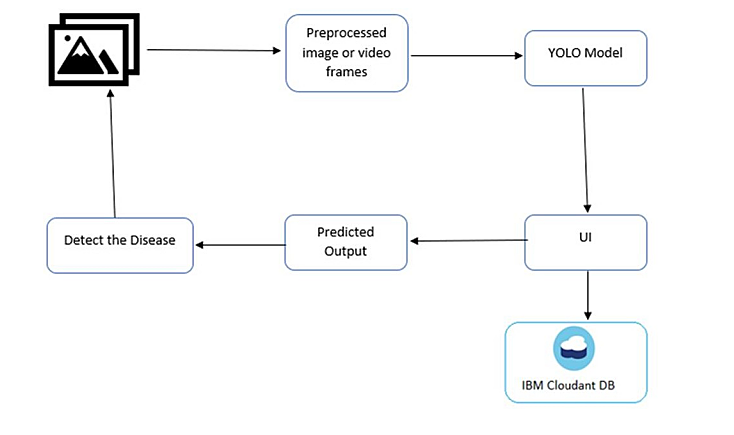 Preprocessed
image or video
frames
YOLO Model
Detect the Disease
Predicted
Output
UI
IBM Cloudant DB